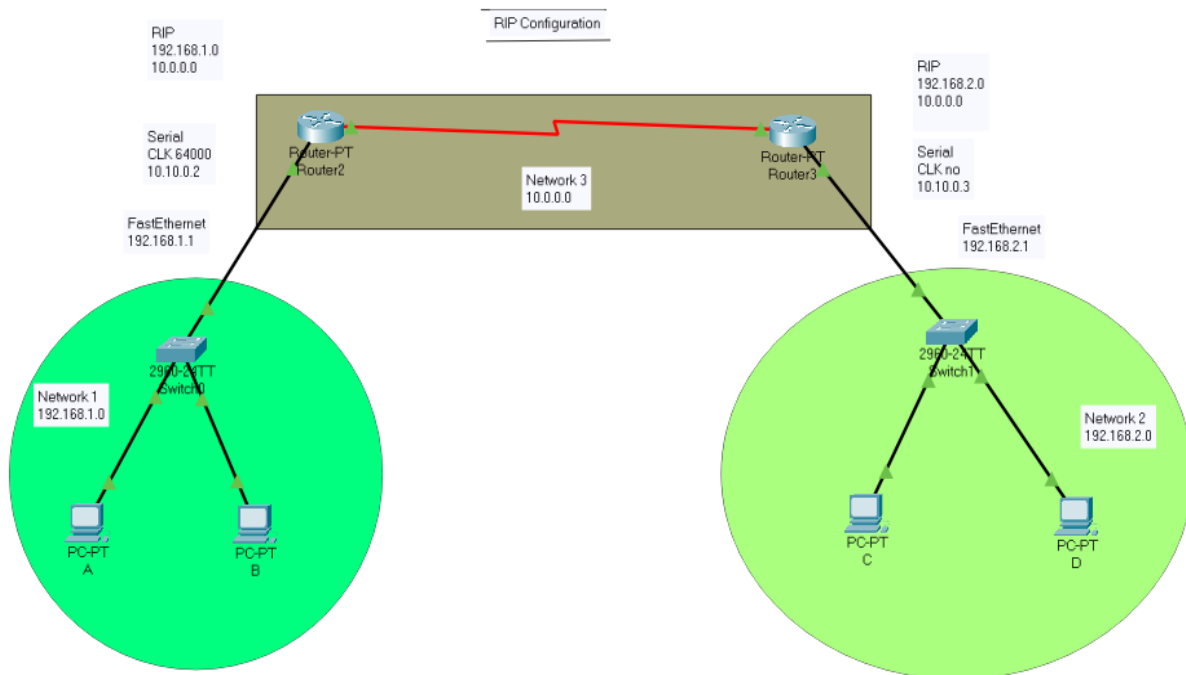 RIP Configuration
RIP
192.168.1.0
10.0.0.0
RIP
192.168.2.0
10.0.0.0
Serial
CLK 64000
10.10.0.2
Router-PT
Router2
Router-PT
Router3
Serial
CLK no
10.10.0.3
Network 3
10.0.0.0
FastEthernet
192.168.1.1
FastEthernet
192.168.2.1
2960-24TT
Switch0
2960-24TT
Switch1
Network 1
192.168.1.0
Network 2
192.168.2.0
PC-PT
A
PC-PT
B
PC-PT
C
PC-PT
D